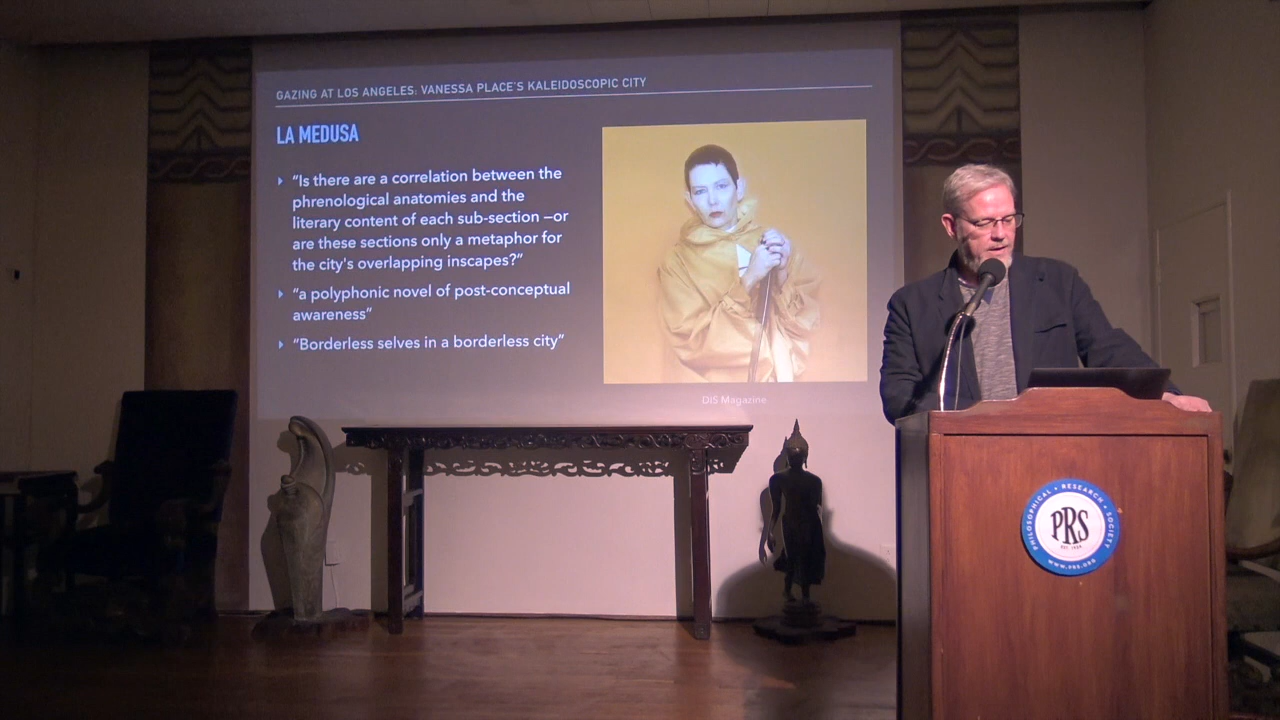 GAZING AT LOS ANGELES: VANESSA PLACE'S KALEIDOSCOPIC CITY
LA MEDUSA
“Is there are a correlation between the
phrenological anatomies and the
literary content of each sub-section —or
are these sections only a metaphor for
the city's overlapping inscapes?”
“a polyphonic novel of post-conceptual
awareness”
“Borderless selves in a borderless city”
DIS Magazine
PHILOSOPHICAL • RESEARCH • SOCIETY
PRS
EST. 1934
WWW.PRS.ORG